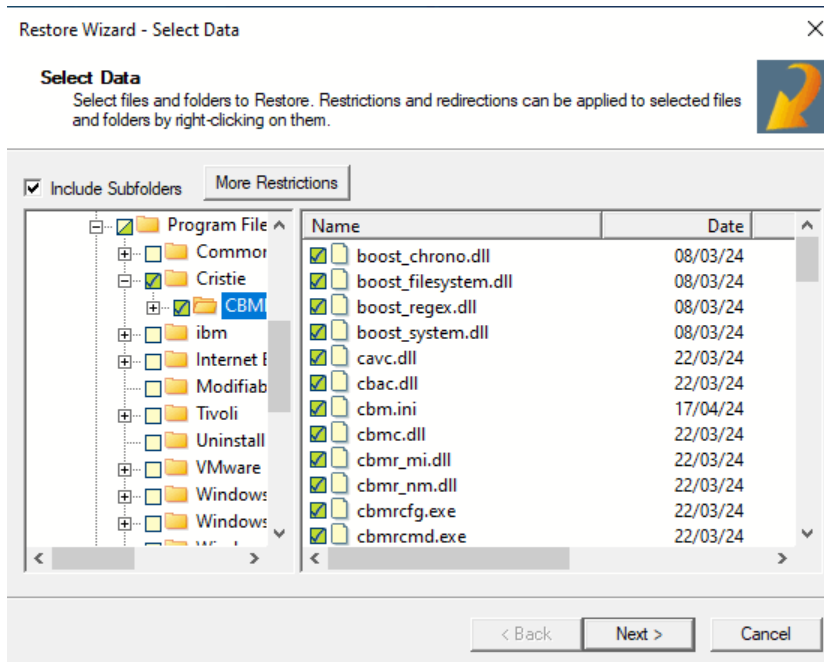 Restore Wizard - Select Data
Select Data
Select files and folders to Restore. Restrictions and redirections can be applied to selected files
and folders by right-clicking on them.
Include Subfolders
More Restrictions
Program File
Commor
Cristie
CBM
ibm
Internet E
Modifiab
Tivoli
Uninstall
VMware
Windows
Windows
Name Date
boost_chrono.dll 08/03/24
boost_filesystem.dll 08/03/24
boost_regex.dll 08/03/24
boost_system.dll 08/03/24
cavc.dll 22/03/24
cbac.dll 22/03/24
cbm.ini 17/04/24
cbmc.dll 22/03/24
cbmr_mi.dll 22/03/24
cbmr_nm.dll 22/03/24
cbmrcfg.exe 22/03/24
cbmrcmd.exe 22/03/24
< Back
Next >
Cancel